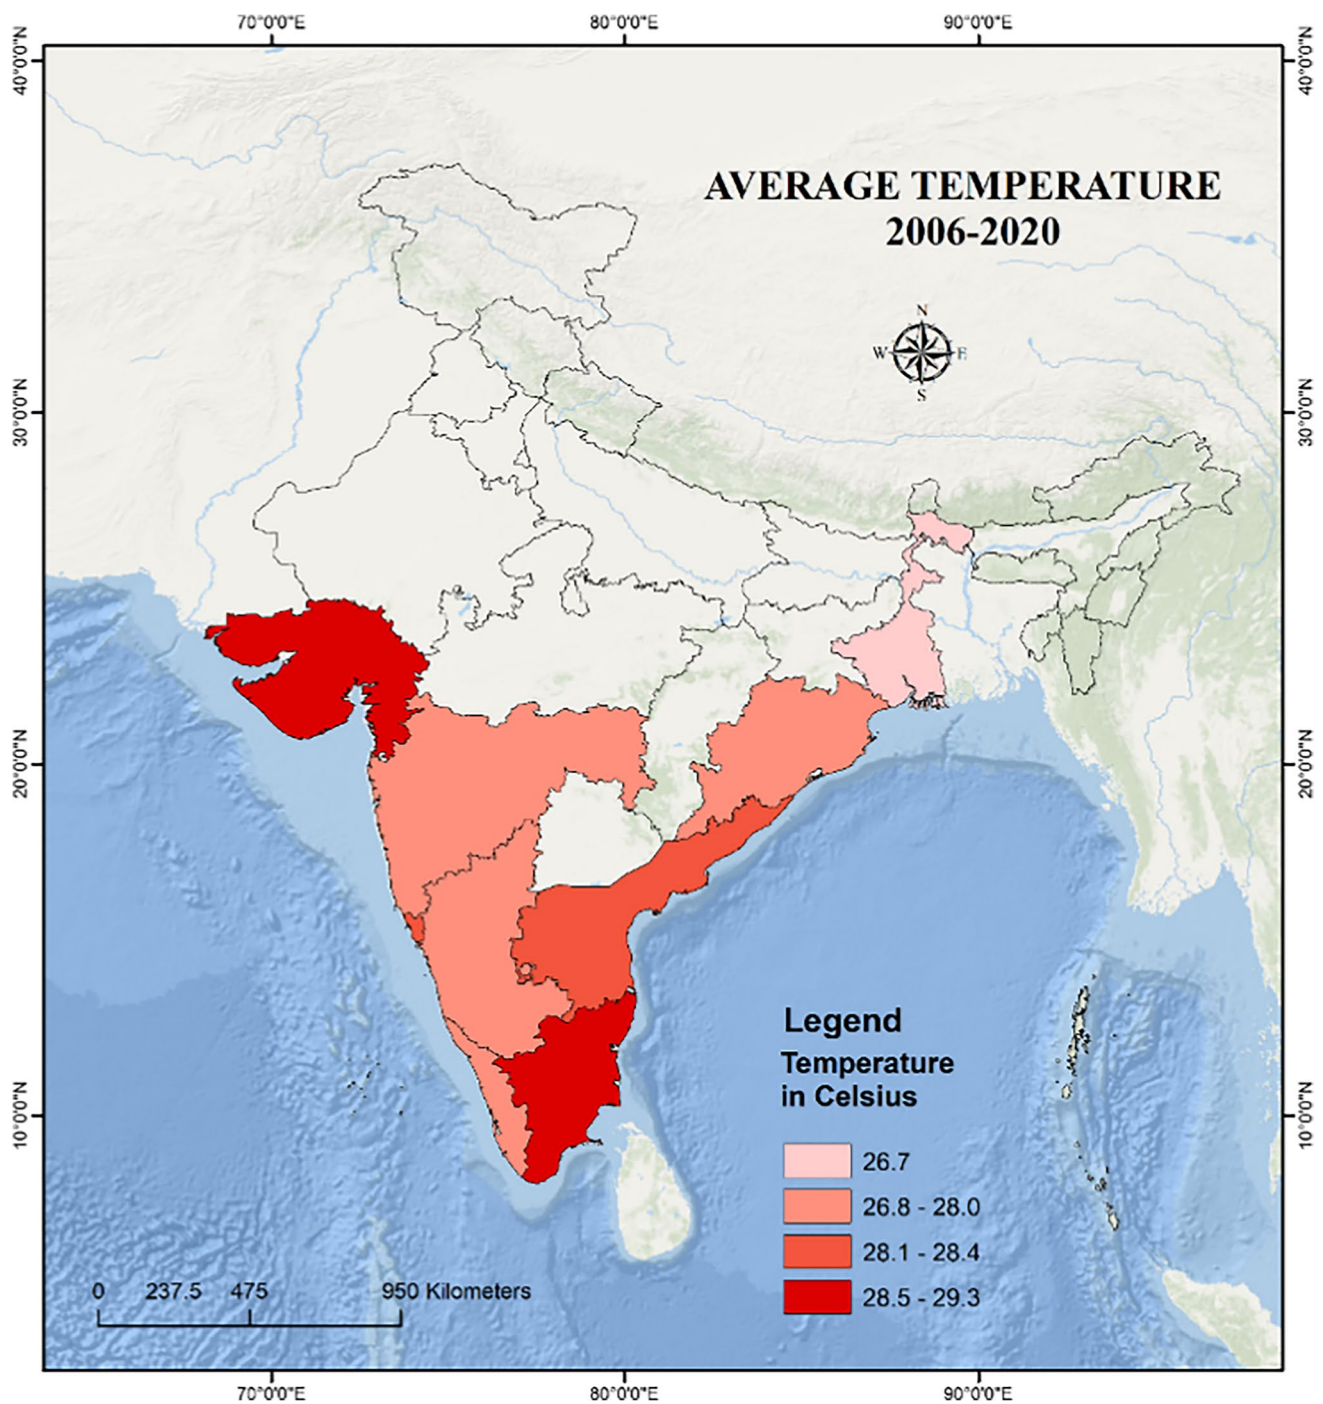 70°0'0"E 80°0'0"E 90°0'0"E
40°0'0"N 40°0'0"N
AVERAGE TEMPERATURE
2006-2020
N
W E
S
30°0'0"N 30°0'0"N
20°0'0"N 20°0'0"N
Legend
Temperature
in Celsius
10°0'0"N 10°0'0"N
26.7
26.8 - 28.0
28.1 - 28.4
28.5 - 29.3
0 237.5 475 950 Kilometers
70°0'0"E 80°0'0"E 90°0'0"E